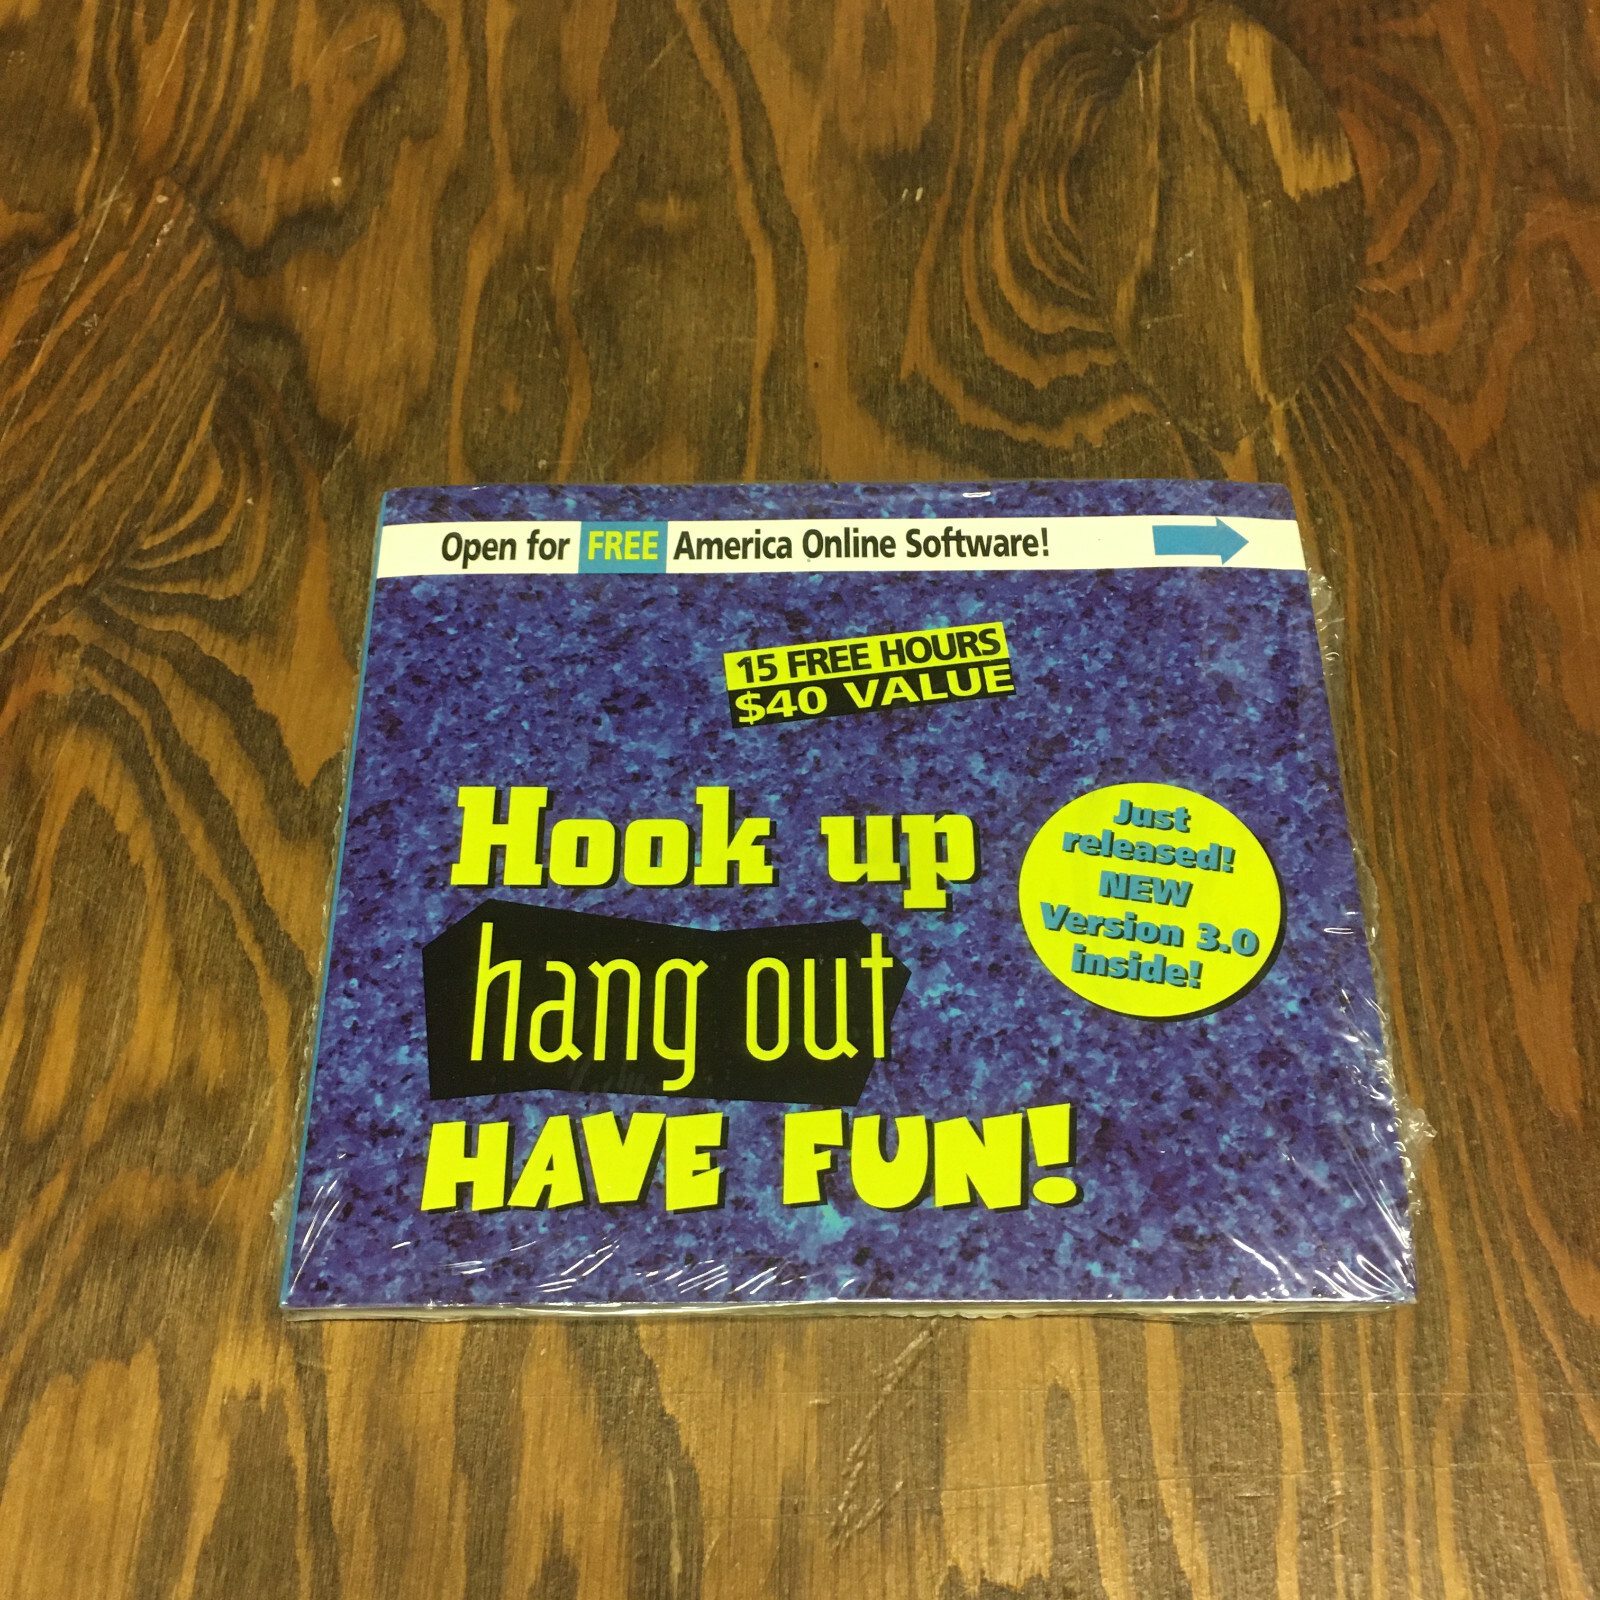 Open for FREE America Online Software!
15 FREE HOURS
$40 VALUE
Hook up
hang out
HAVE FUN!
Just
released!
NEW
Version 3.0
inside!